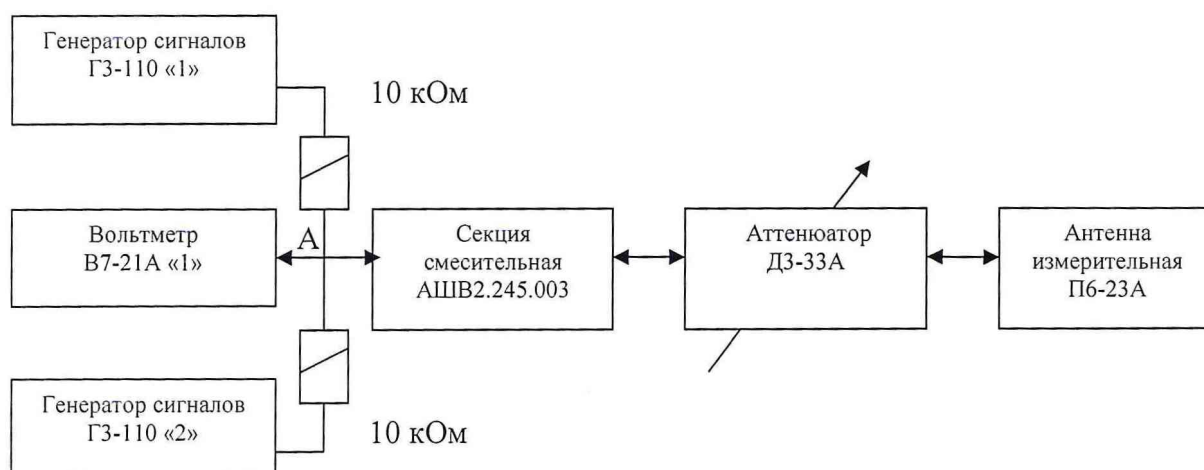 Генератор сигналов
Г3-110 «1»
10 кОм
Вольтметр
В7-21А «1»
А
Секция
смесительная
АШВ2.245.003
Аттенюатор
Д3-33А
Антенна
измерительная
П6-23А
Генератор сигналов
Г3-110 «2»
10 кОм